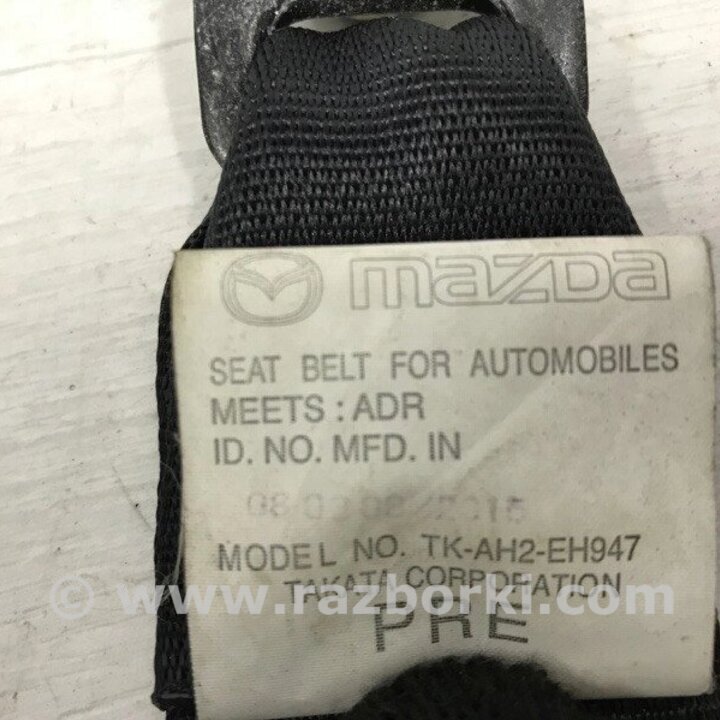 mazda
SEAT BELT FOR AUTOMOBILES
MEETS : ADR
ID. NO. MFD. IN
MODEL NO. TK-AH2-EH947
TAKATA CORPORATION
© www.razborki.com
PRE